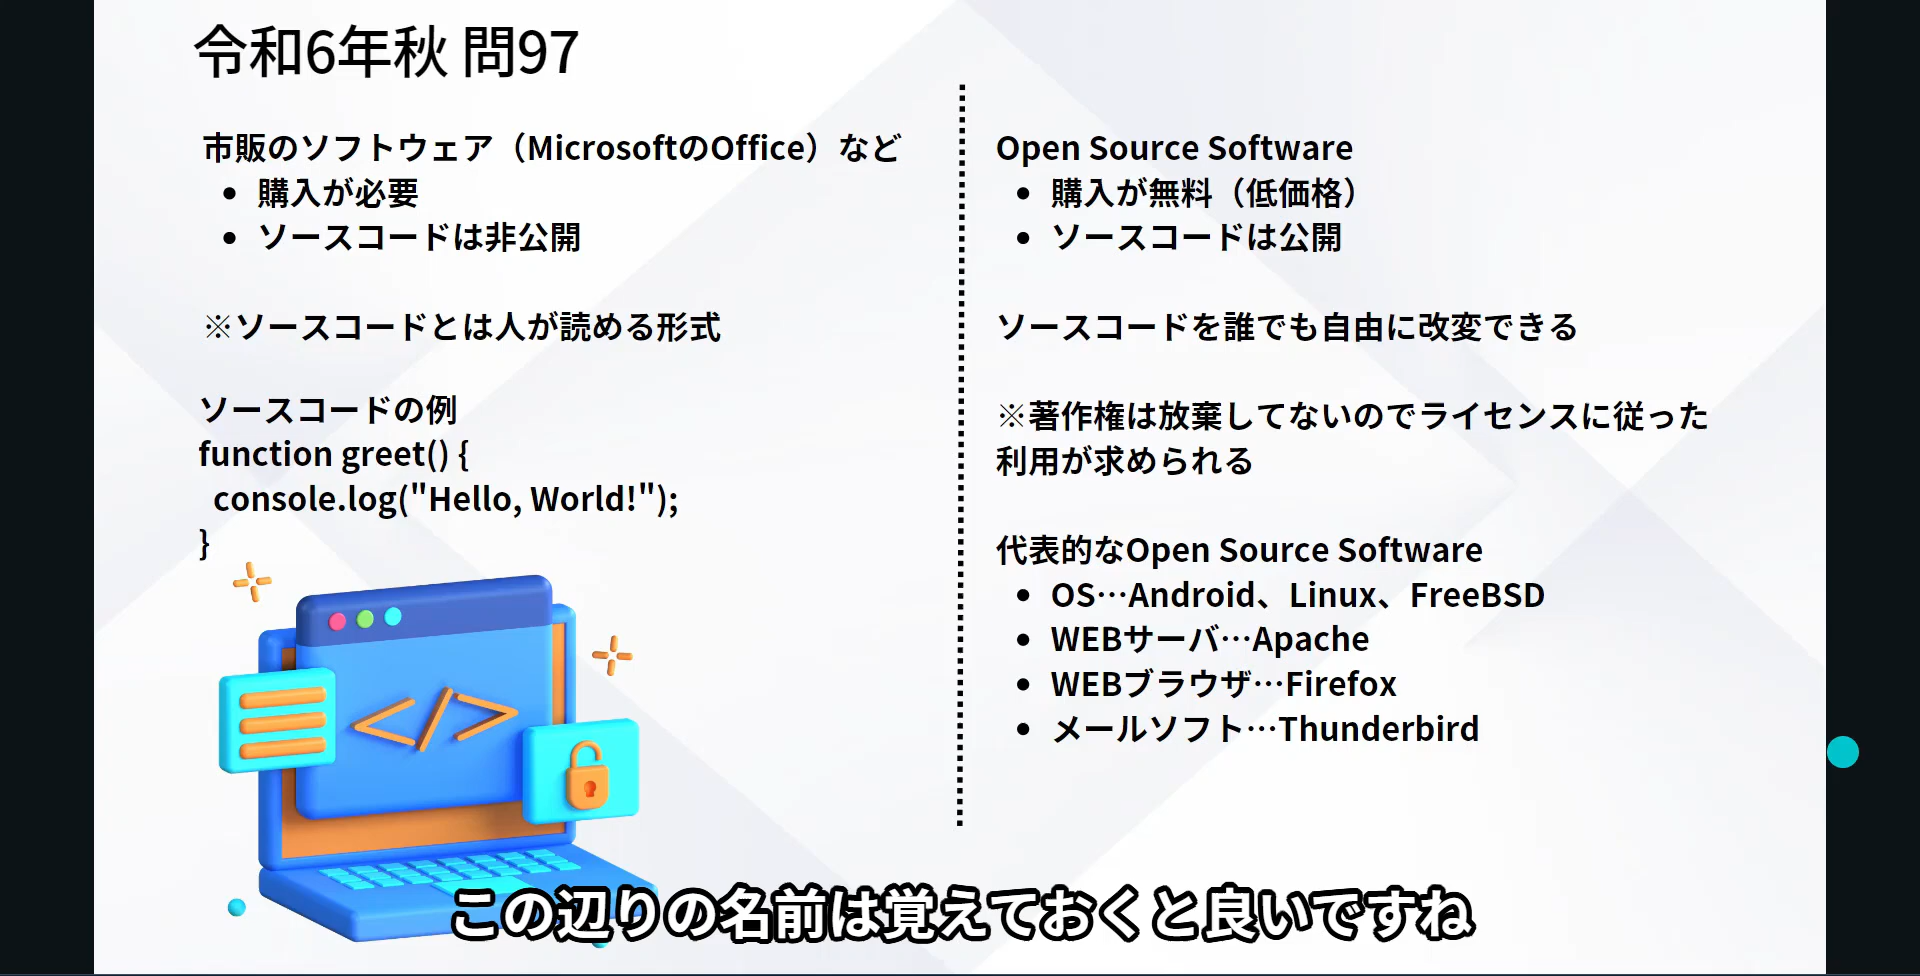 令和6年秋 問97
市販のソフトウェア（MicrosoftのOffice）など
• 購入が必要
• ソースコードは非公開
※ソースコードとは人が読める形式
ソースコードの例
function greet() {
console.log("Hello, World!");
}
Open Source Software
• 購入が無料（低価格）
• ソースコードは公開
ソースコードを誰でも自由に改変できる
※著作権は放棄してないのでライセンスに従った
利用が求められる
代表的なOpen Source Software
• OS…Android、Linux、FreeBSD
• WEBサーバ…Apache
• WEBブラウザ…Firefox
• メールソフト…Thunderbird
</>
この辺りの名前は覚えておくと良いですね